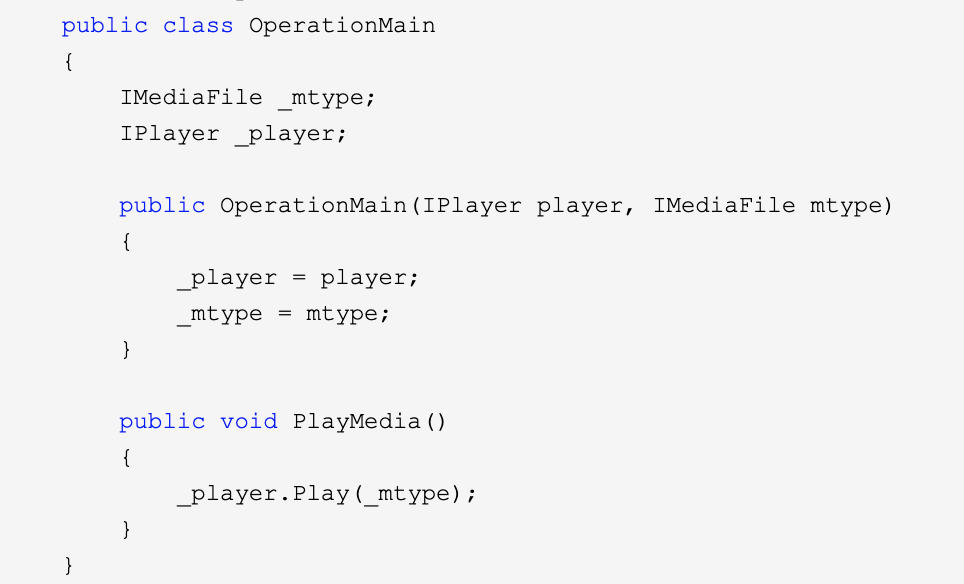 public class OperationMain
{
IMediaFile _mtype;
IPlayer _player;
public OperationMain(IPlayer player, IMediaFile mtype)
{
_player = player;
_mtype = mtype;
}
public void PlayMedia()
{
_player.Play(_mtype);
}
}